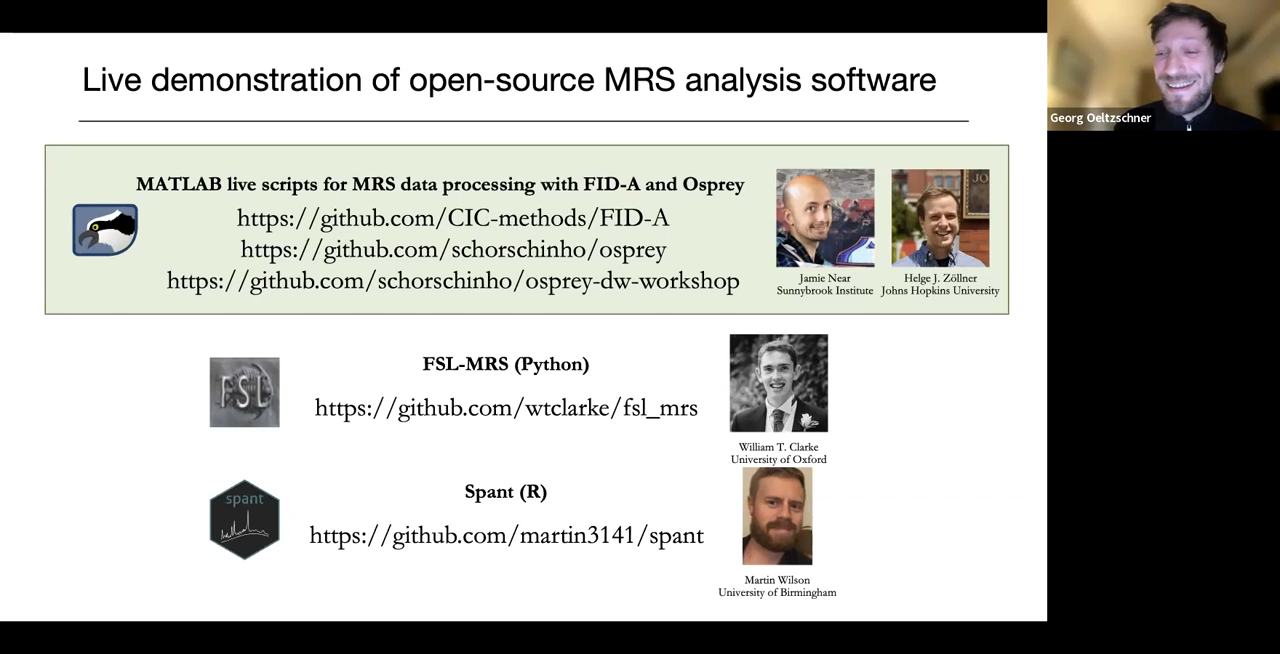 Live demonstration of open-source MRS analysis software
Georg Oeltzschner
MATLAB live scripts for MRS data processing with FID-A and Osprey
https://github.com/CIC-methods/FID-A
https://github.com/schorschinho/osprey
https://github.com/schorschinho/osprey-dw-workshop
JO
Jamie Near
Sunnybrook Institute
Helge J. Zöllner
Johns Hopkins University
FSL
FSL-MRS (Python)
https://github.com/wtclarke/fsl_mrs
William T. Clarke
University of Oxford
spant
Spant (R)
https://github.com/martin3141/spant
Martin Wilson
University of Birmingham